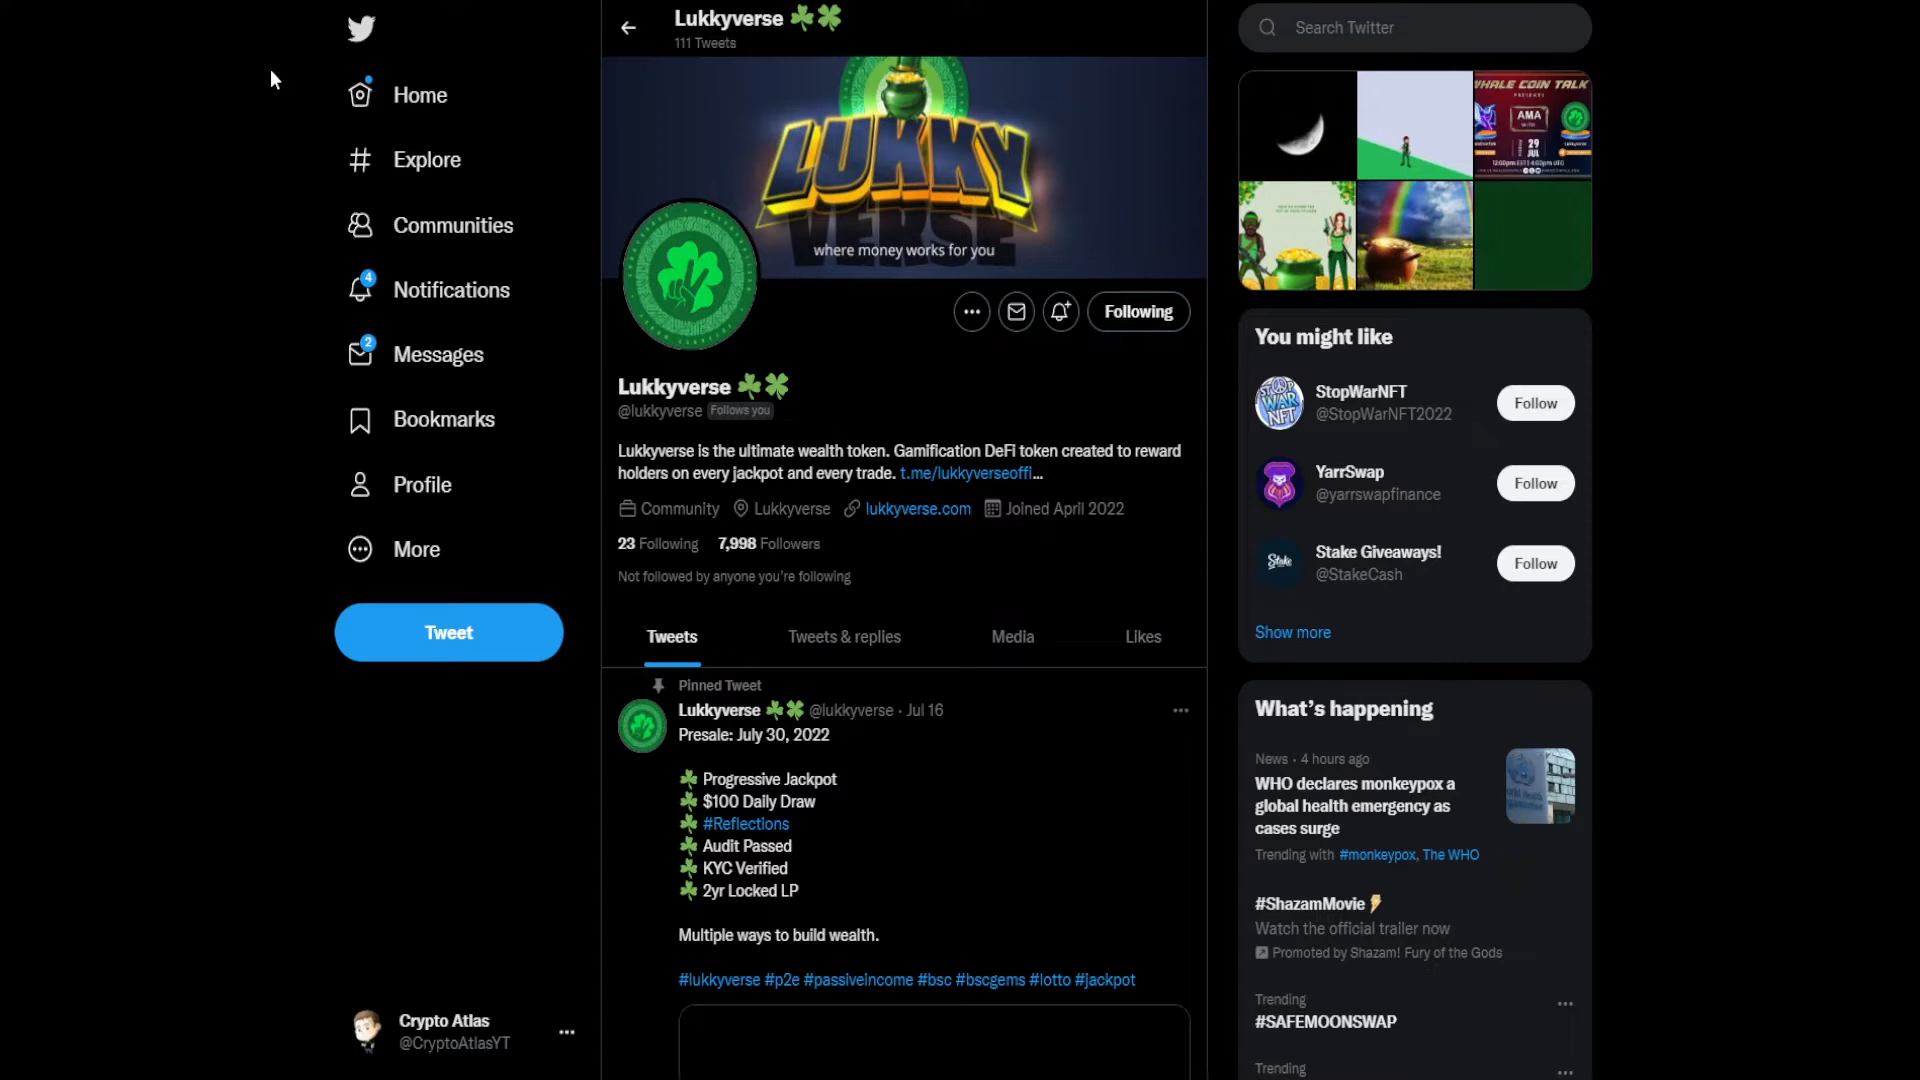 Home
Explore
Communities
4
Notifications
2
Messages
Bookmarks
Profile
More
Tweet
Crypto Atlas
@CryptoAtlasYT
Lukkyverse ☘️🍀
111 Tweets
LUKKY
VERSE
where money works for you
Following
Lukkyverse ☘️🍀
@lukkyverse Follows you
Lukkyverse is the ultimate wealth token. Gamification DeFI token created to reward
holders on every jackpot and every trade. t.me/lukkyverseoffi…
Community Lukkyverse lukkyverse.com Joined April 2022
23 Following 7,998 Followers
Not followed by anyone you're following
Tweets Tweets & replies Media Likes
Pinned Tweet
Lukkyverse ☘️🍀 @lukkyverse · Jul 16
Presale: July 30, 2022
☘️ Progressive Jackpot
☘️ $100 Daily Draw
☘️ #Reflections
☘️ Audit Passed
☘️ KYC Verified
☘️ 2yr Locked LP
Multiple ways to build wealth.
#lukkyverse #p2e #passiveincome #bsc #bscgems #lotto #jackpot
Search Twitter
WHALE COIN TALK
PRESENTS
AMA
29
JUL
You might like
StopWarNFT
@StopWarNFT2022
Follow
YarrSwap
@yarrswapfinance
Follow
Stake
Stake Giveaways!
@StakeCash
Follow
Show more
What's happening
News · 4 hours ago
WHO declares monkeypox a
global health emergency as
cases surge
Trending with #monkeypox, The WHO
#ShazamMovie⚡
Watch the official trailer now
Promoted by Shazam! Fury of the Gods
Trending
#SAFEMOONSWAP
Trending